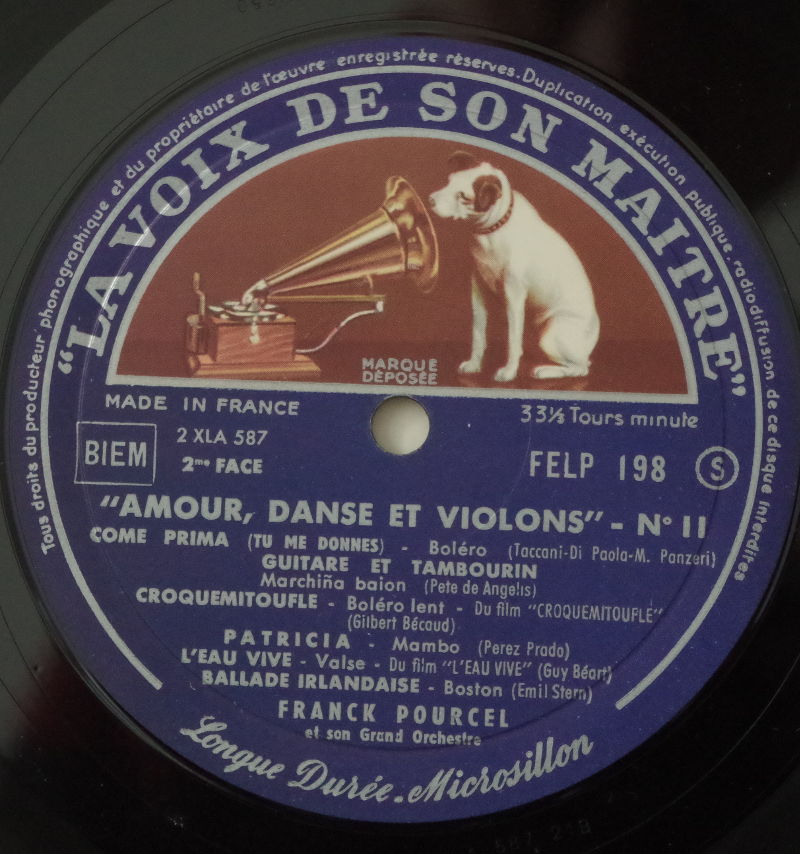 Tous droits du producteur phonographique et du propriétaire de l'œuvre enregistrée réservés. Duplication exécution publique, radiodiffusion de ce disque interdites
"LA VOIX DE SON MAITRE"
MARQUE
DÉPOSÉE
MADE IN FRANCE
33⅓ Tours minute
BIEM
2 XLA 587
2me FACE
FELP 198 S
"AMOUR, DANSE ET VIOLONS" - N° 11
COME PRIMA (TU ME DONNES) - Boléro (Taccani-Di Paola-M. Panzeri)
GUITARE ET TAMBOURIN
Marchiña baion (Pete de Angelis)
CROQUEMITOUFLE - Boléro lent - Du film "CROQUEMITOUFLE"
(Gilbert Bécaud)
PATRICIA - Mambo (Perez Prado)
L'EAU VIVE - Valse - Du film "L'EAU VIVE" (Guy Béart)
BALLADE IRLANDAISE - Boston (Emil Stern)
FRANCK POURCEL
et son Grand Orchestre
Longue Durée-Microsillon